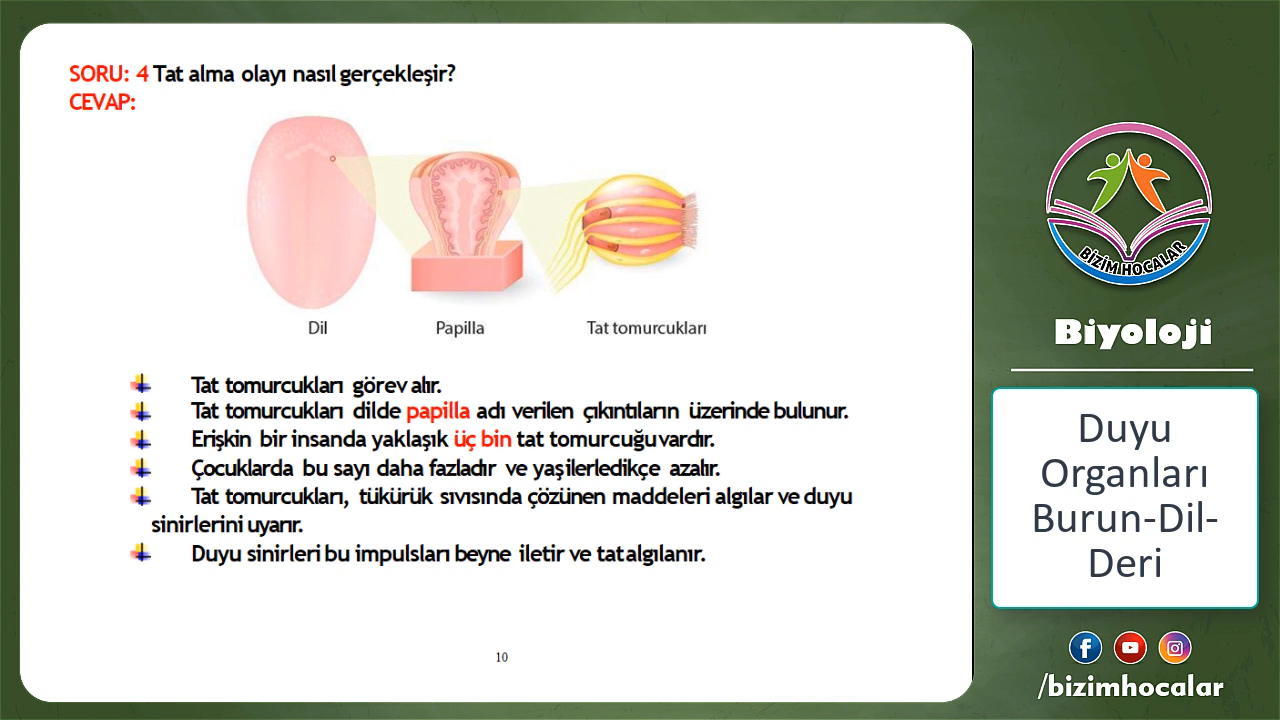 SORU: 4 Tat alma olayı nasıl gerçekleşir?
CEVAP:
Dil
Papilla
Tat tomurcukları
Tat tomurcukları görev alır.
Tat tomurcukları dilde papilla adı verilen çıkıntıların üzerinde bulunur.
Erişkin bir insanda yaklaşık üç bin tat tomurcuğu vardır.
Çocuklarda bu sayı daha fazladır ve yaş ilerledikçe azalır.
Tat tomurcukları, tükürük sıvısında çözünen maddeleri algılar ve duyu
sinirlerini uyarır.
Duyu sinirleri bu impulsları beyne iletir ve tat algılanır.
10
BİZİM HOCALAR
Biyoloji
Duyu
Organları
Burun-Dil-
Deri
/bizimhocalar